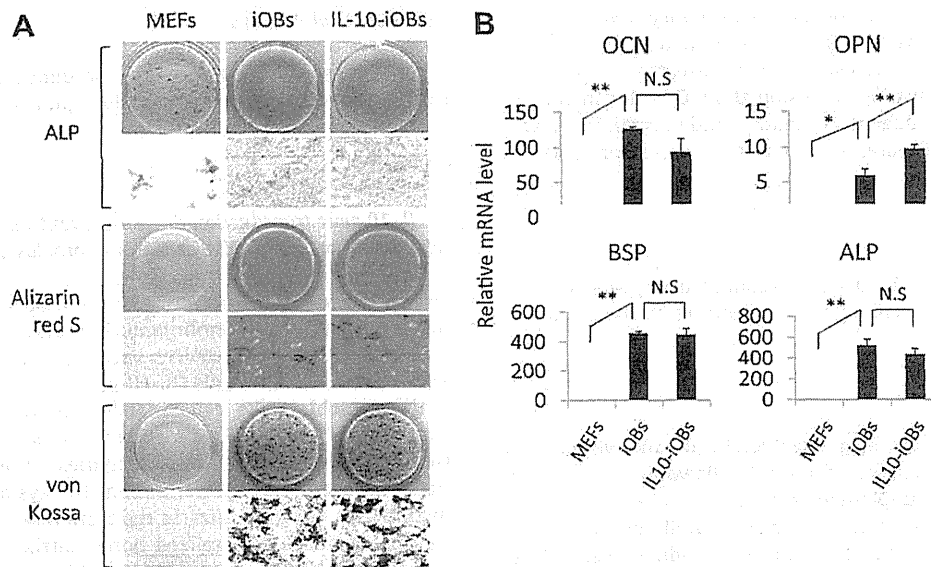 A
MEFs iOBs IL-10-iOBs
ALP
Alizarin
red S
von
Kossa
B
Relative mRNA level
OCN
** N.S
150
100
50
0
OPN
* **
15
10
5
BSP
** N.S
600
400
200
0
MEFs iOBs IL10-iOBs
ALP
** N.S
800
600
400
200
0
MEFs iOBs IL10-iOBs